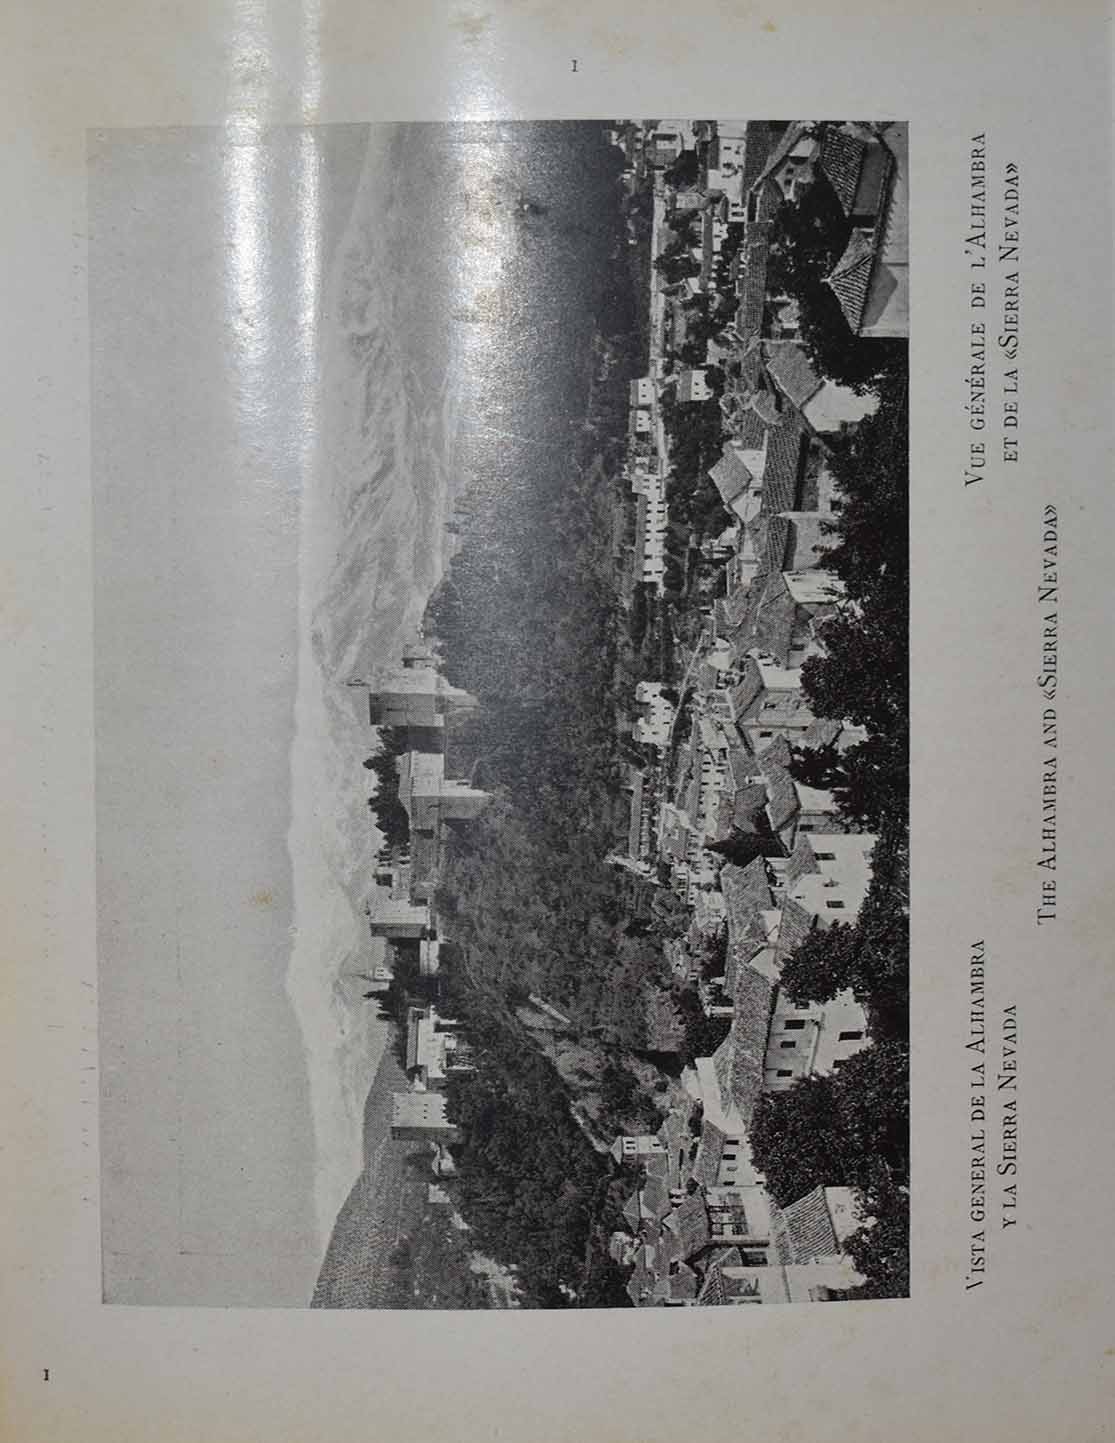 I
VISTA GENERAL DE LA ALHAMBRA
Y LA SIERRA NEVADA
THE ALHAMBRA AND «SIERRA NEVADA»
VUE GÉNÉRALE DE L'ALHAMBRA
ET DE LA «SIERRA NEVADA»
I